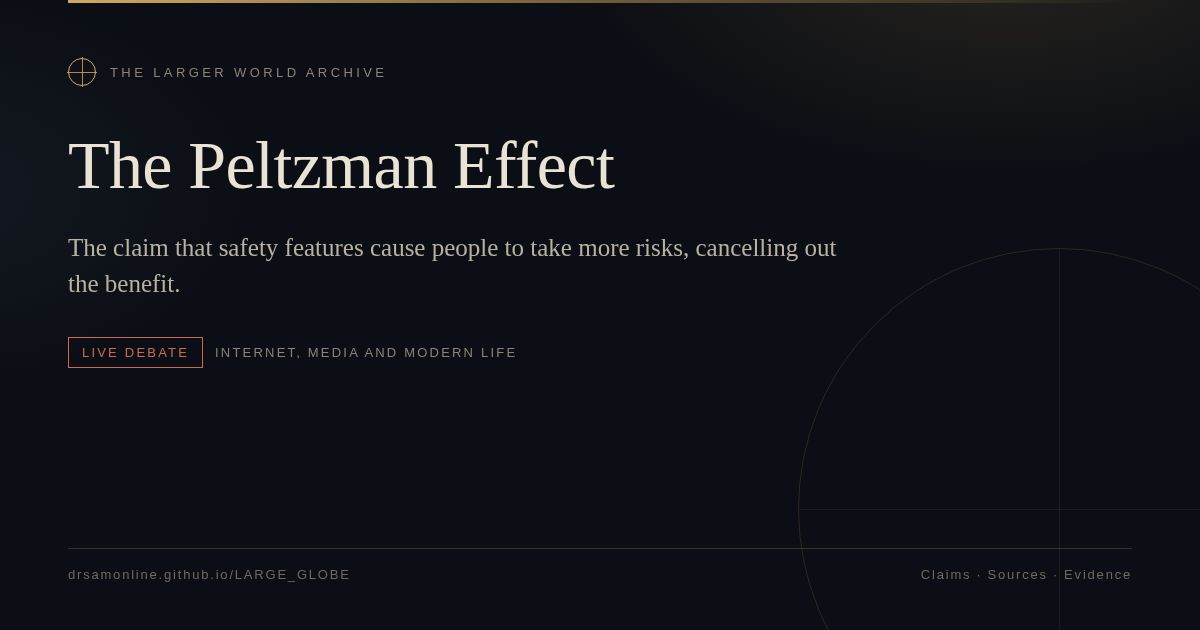 THE LARGER WORLD ARCHIVE
The Peltzman Effect
The claim that safety features cause people to take more risks, cancelling out
the benefit.
LIVE DEBATE INTERNET, MEDIA AND MODERN LIFE
drsamonline.github.io/LARGE_GLOBE
Claims · Sources · Evidence